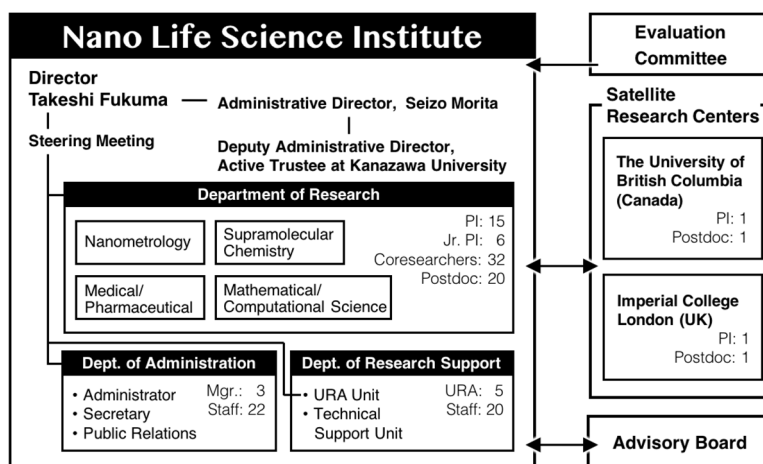 Nano Life Science Institute
Director
Takeshi Fukuma
Administrative Director, Seizo Morita
Steering Meeting
Deputy Administrative Director,
Active Trustee at Kanazawa University
Department of Research
Nanometrology
Supramolecular
Chemistry
Medical/
Pharmaceutical
Mathematical/
Computational Science
PI: 15
Jr. PI: 6
Coresearchers: 32
Postdoc: 20
Dept. of Administration
• Administrator
• Secretary
• Public Relations
Mgr.: 3
Staff: 22
Dept. of Research Support
• URA Unit
• Technical
Support Unit
URA: 5
Staff: 20
Evaluation
Committee
Satellite
Research Centers
The University of
British Columbia
(Canada)
PI: 1
Postdoc: 1
Imperial College
London (UK)
PI: 1
Postdoc: 1
Advisory Board